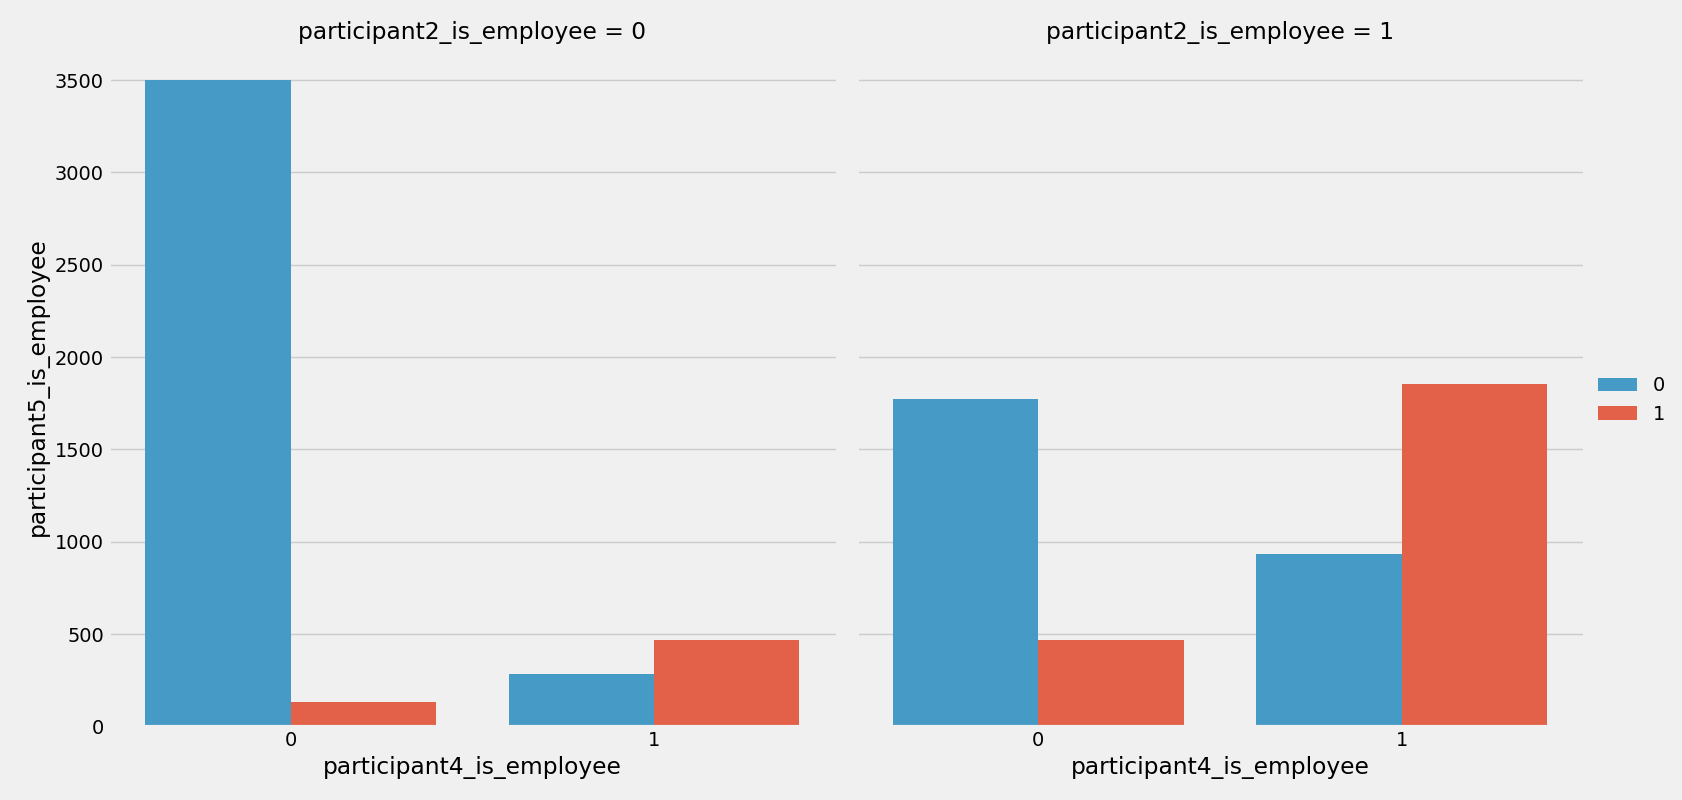 participant2_is_employee = 0
participant2_is_employee = 1
participant5_is_employee
3500
3000
2500
2000
1500
1000
500
0
0
1
participant4_is_employee
0
1
participant4_is_employee
0
1